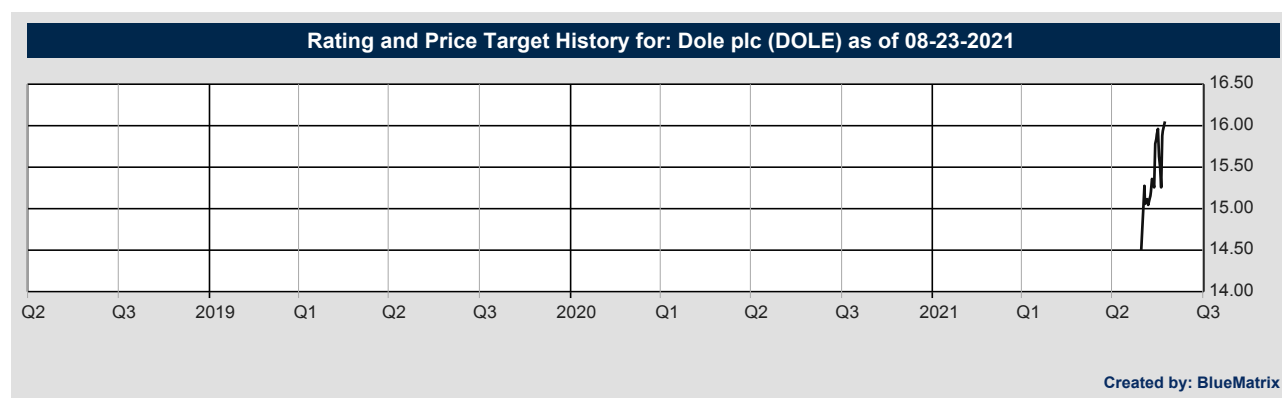 Rating and Price Target History for: Dole plc (DOLE) as of 08-23-2021
16.50
16.00
15.50
15.00
14.50
14.00
Q2 Q3 2019 Q1 Q2 Q3 2020 Q1 Q2 Q3 2021 Q1 Q2 Q3
Created by: BlueMatrix